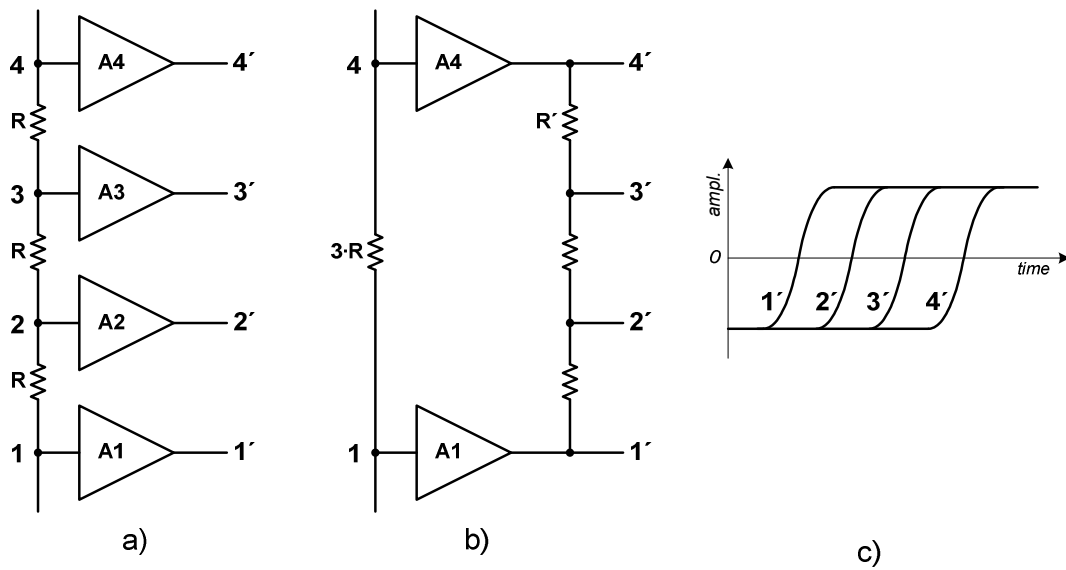 4 A4 4´
R
3 A3 3´
R
2 A2 2´
R
1 A1 1´
a)
4 A4 4´
R´
3´
3·R
2´
1 A1 1´
b)
ampl.
0
time
1´ 2´ 3´ 4´
c)